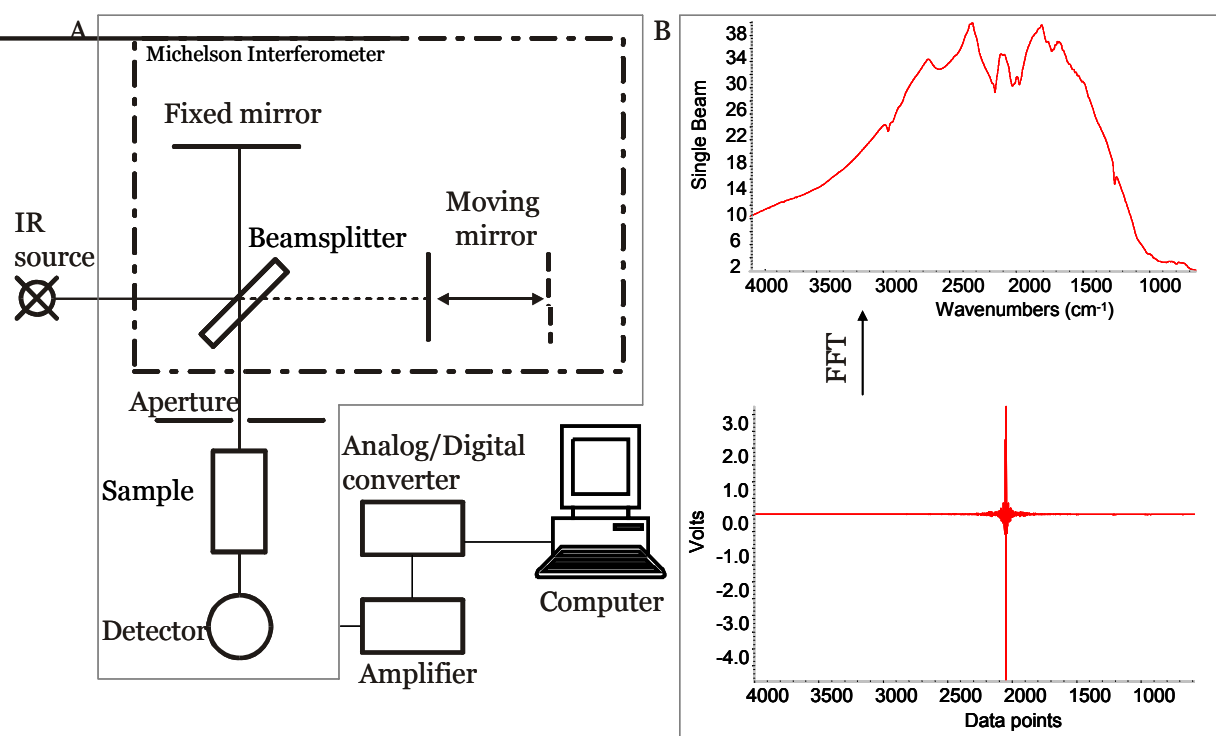 A
Michelson Interferometer
Fixed mirror
IR
source
Beamsplitter
Moving
mirror
Aperture
Sample
Detector
Analog/Digital
converter
Amplifier
Computer
B
Single Beam
38
34
30
26
22
18
14
10
6
2
4000 3500 3000 2500 2000 1500 1000
Wavenumbers (cm-1)
FFT
Volts
3.0
2.0
1.0
0.0
-1.0
-2.0
-3.0
-4.0
4000 3500 3000 2500 2000 1500 1000
Data points